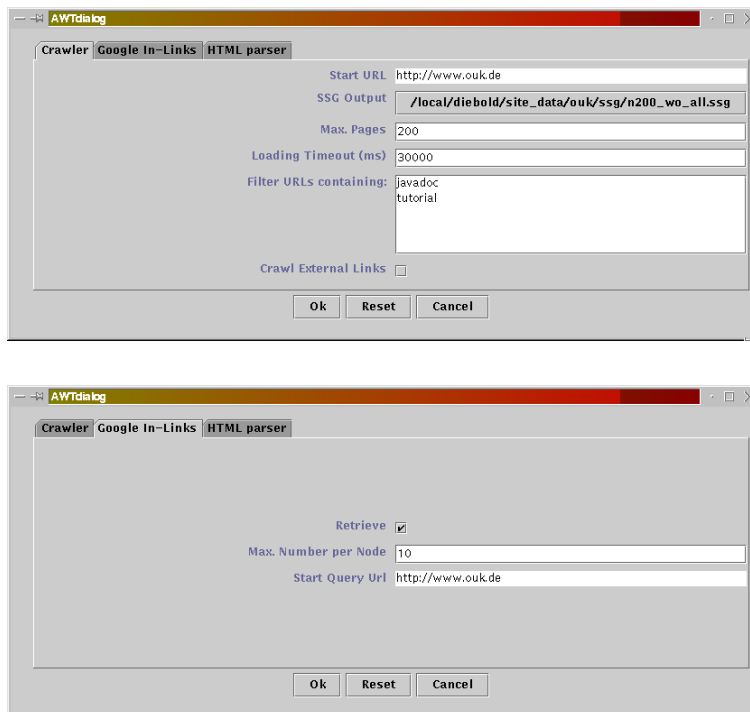 AWTdialog
Crawler Google In-Links HTML parser
Start URL http://www.ouk.de
SSG Output /local/diebold/site_data/ouk/ssg/n200_wo_all.ssg
Max. Pages 200
Loading Timeout (ms) 30000
Filter URLs containing: javadoc
tutorial
Crawl External Links
Ok Reset Cancel
AWTdialog
Crawler Google In-Links HTML parser
Retrieve
Max. Number per Node 10
Start Query Url http://www.ouk.de
Ok Reset Cancel